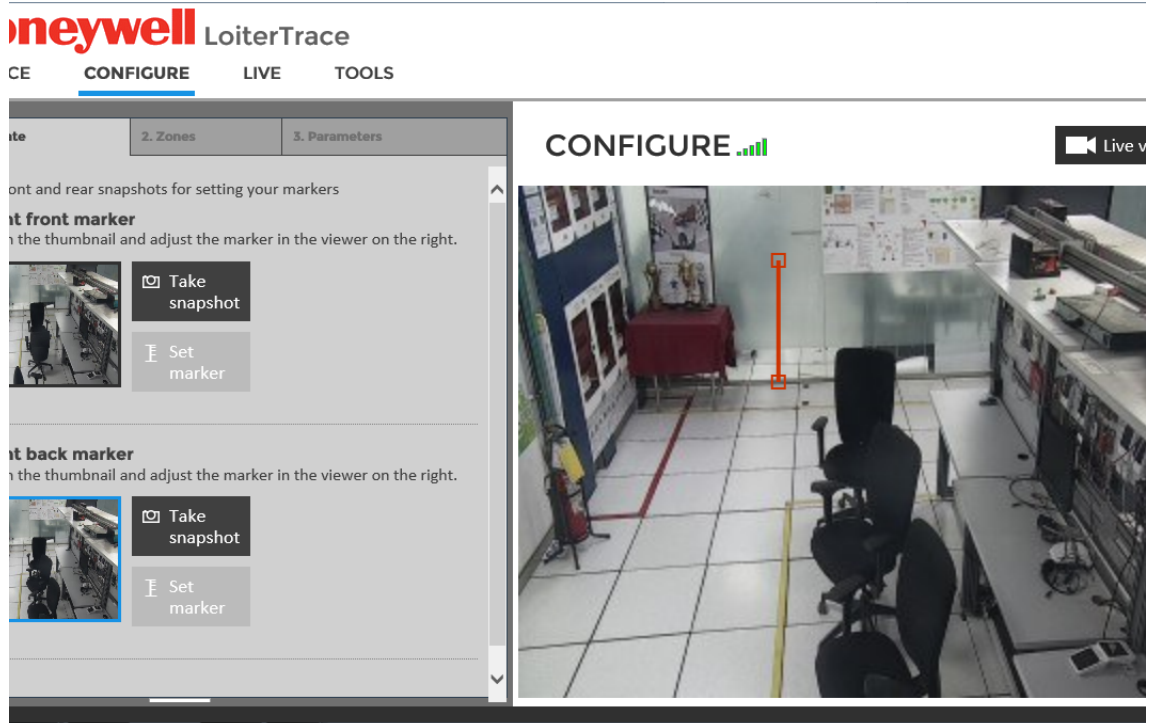 oneywell LoiterTrace
CE CONFIGURE LIVE TOOLS
ate 2. Zones 3. Parameters
CONFIGURE
Live v
ont and rear snapshots for setting your markers
nt front marker
n the thumbnail and adjust the marker in the viewer on the right.
Take
snapshot
Set
marker
nt back marker
n the thumbnail and adjust the marker in the viewer on the right.
Take
snapshot
Set
marker